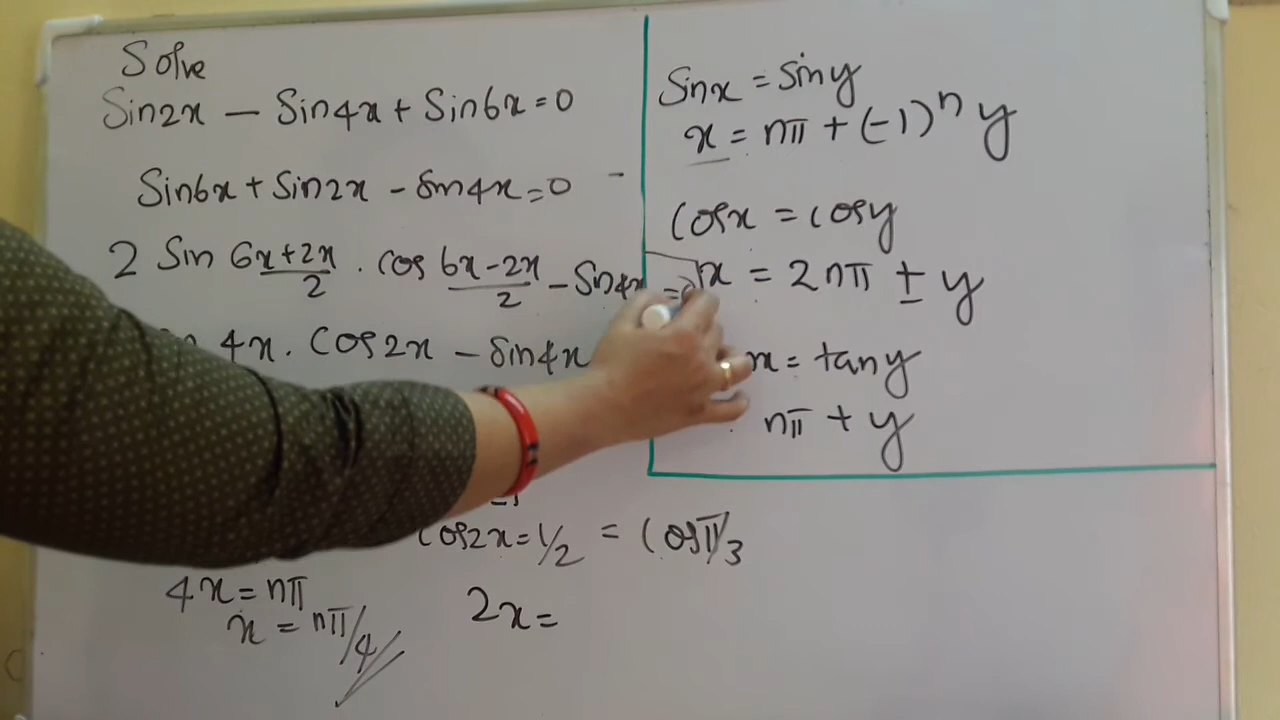 Solve
Sin2x - Sin4x + Sin6x = 0
Sin6x + Sin2x - Sin4x = 0
2 Sin 6x+2x/2 . cos 6x-2x/2 - Sin4x = 0
4x . Cos2x - Sin4x
cos2x = 1/2 = Cos π/3
4x = nπ
x = nπ/4
2x =
Sinx = siny
x = nπ + (-1)^n y
Cosx = cosy
x = 2nπ ± y
x = tan y
nπ + y